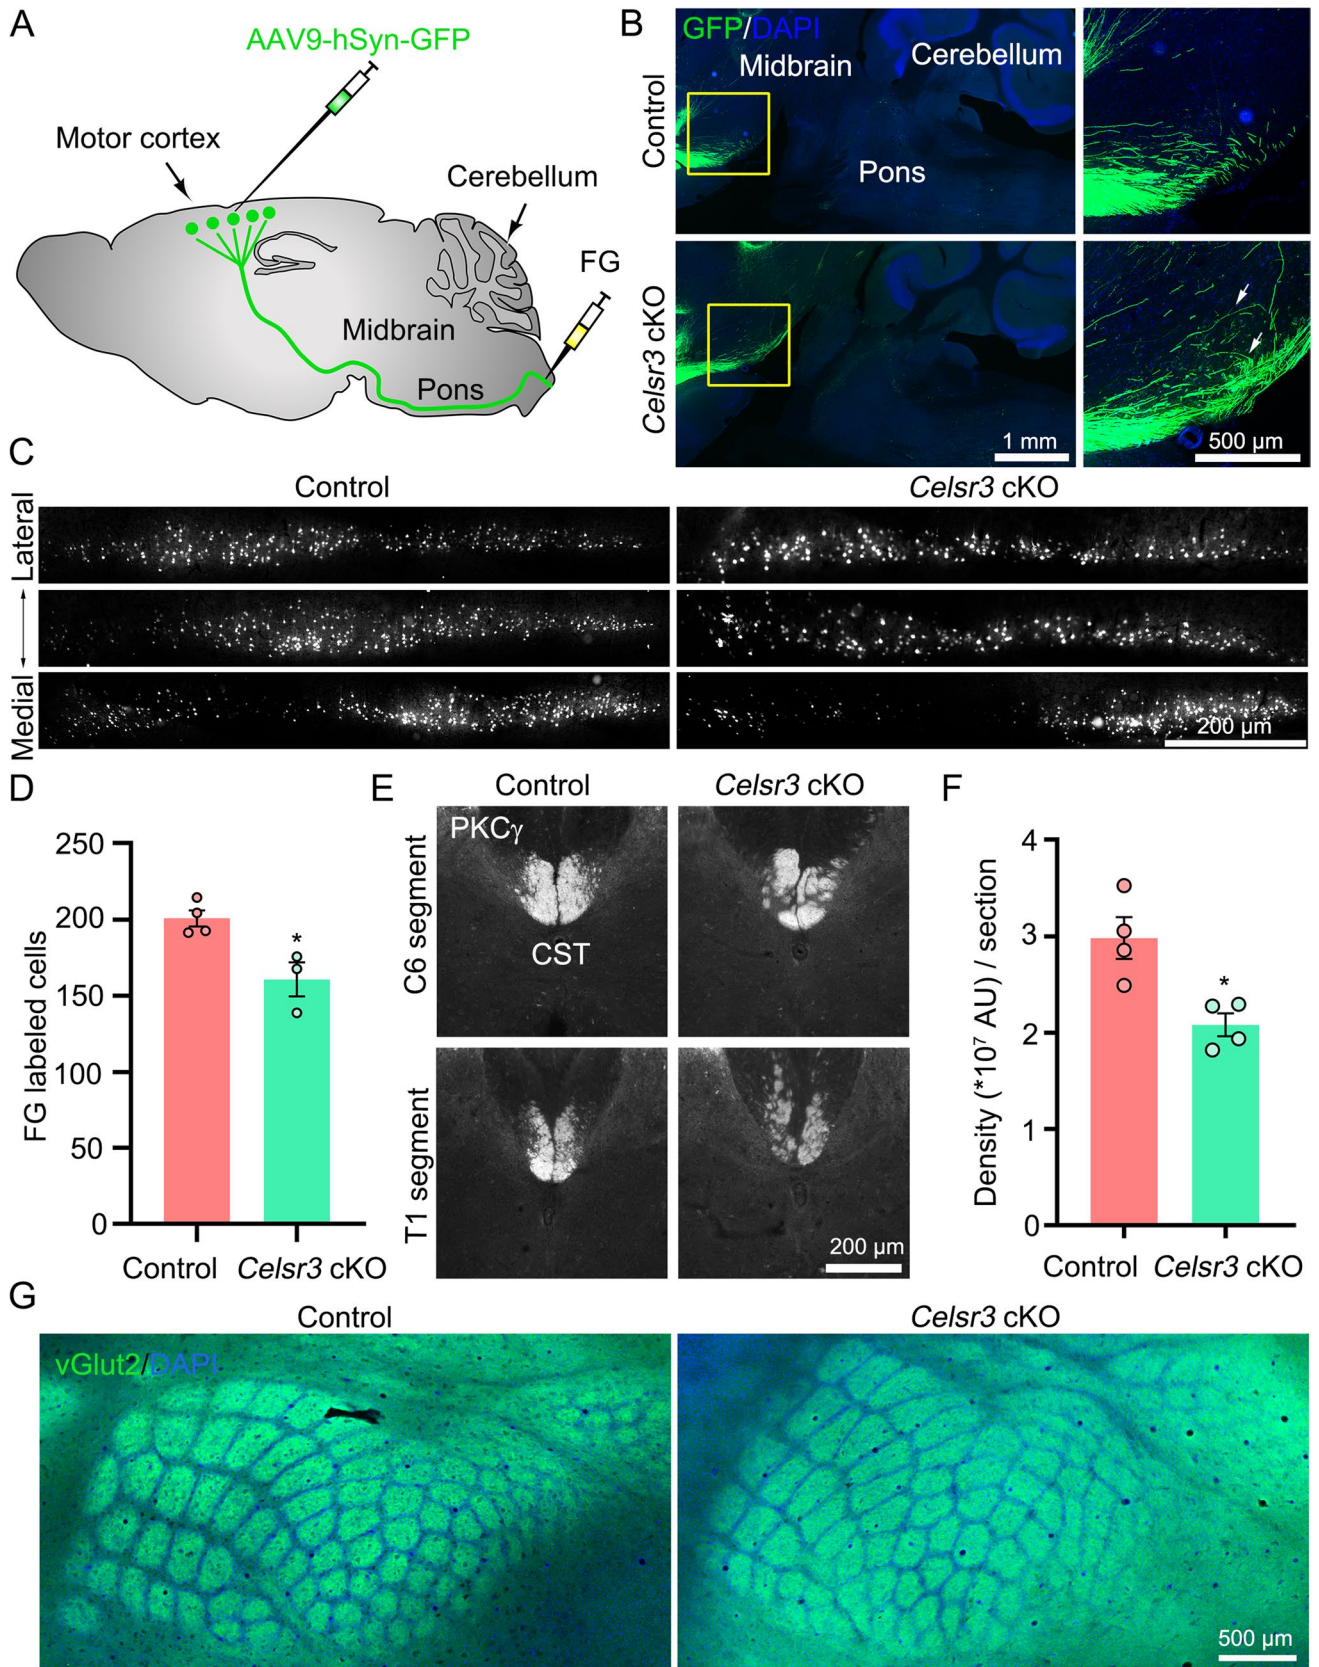 A
AAV9-hSyn-GFP
Motor cortex
Cerebellum
FG
Midbrain
Pons
B
Control
Celsr3 cKO
GFP/DAPI
Midbrain
Cerebellum
Pons
1 mm
500 µm
C
Control
Celsr3 cKO
Lateral
Medial
200 µm
D
FG labeled cells
250
200
150
100
50
0
*
Control
Celsr3 cKO
E
Control
Celsr3 cKO
C6 segment
T1 segment
PKCγ
CST
200 µm
F
Density (*10⁷ AU) / section
4
3
2
1
0
*
Control
Celsr3 cKO
G
Control
Celsr3 cKO
vGlut2/DAPI
500 µm